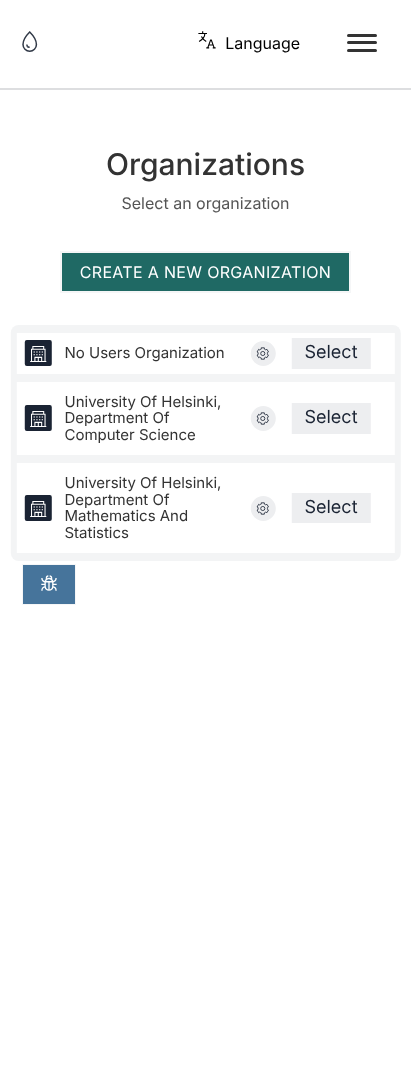 Language
Organizations
Select an organization
CREATE A NEW ORGANIZATION
No Users Organization
Select
University Of Helsinki,
Department Of
Computer Science
Select
University Of Helsinki,
Department Of
Mathematics And
Statistics
Select